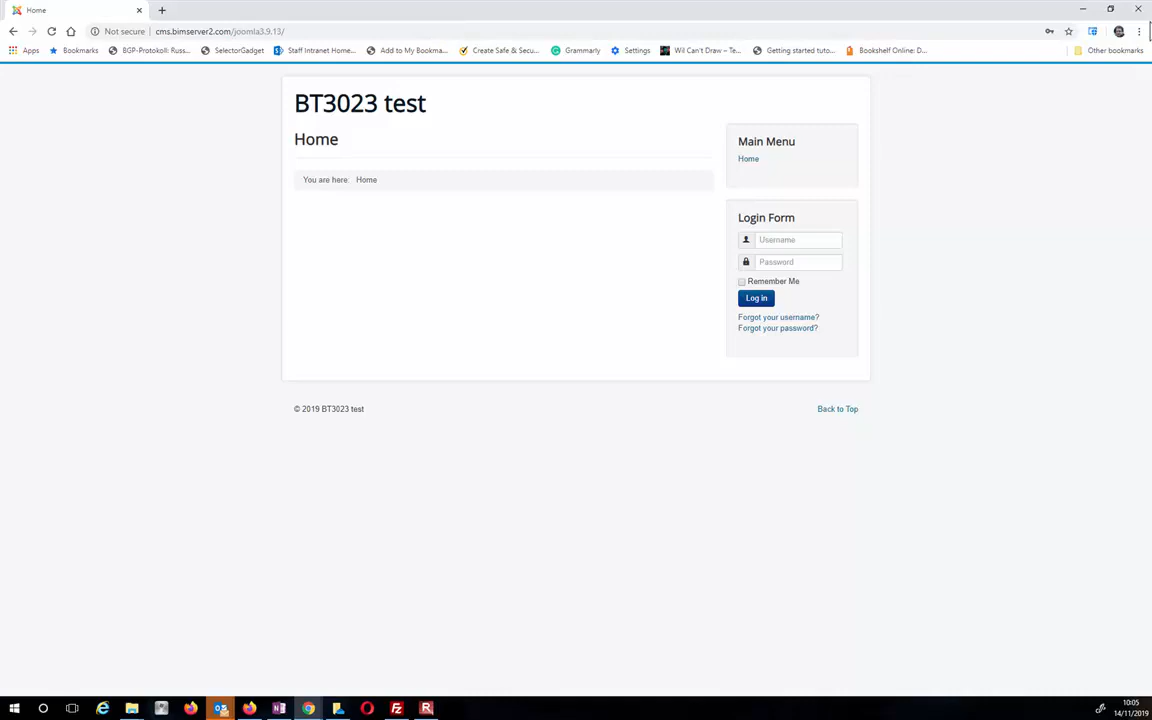 Home
Not secure
cms.bimserver2.com/joomla3.9.13/
Apps
Bookmarks
BGP-Protokoll: Russ...
SelectorGadget
Staff Intranet Home...
Add to My Bookma...
Create Safe & Secu...
Grammarly
Settings
Wil Can't Draw – Te...
Getting started tuto...
Bookshelf Online: D...
Other bookmarks
BT3023 test
Home
You are here: Home
Main Menu
Home
Login Form
Username
Password
Remember Me
Log in
Forgot your username?
Forgot your password?
© 2019 BT3023 test
Back to Top
10:05
14/11/2019